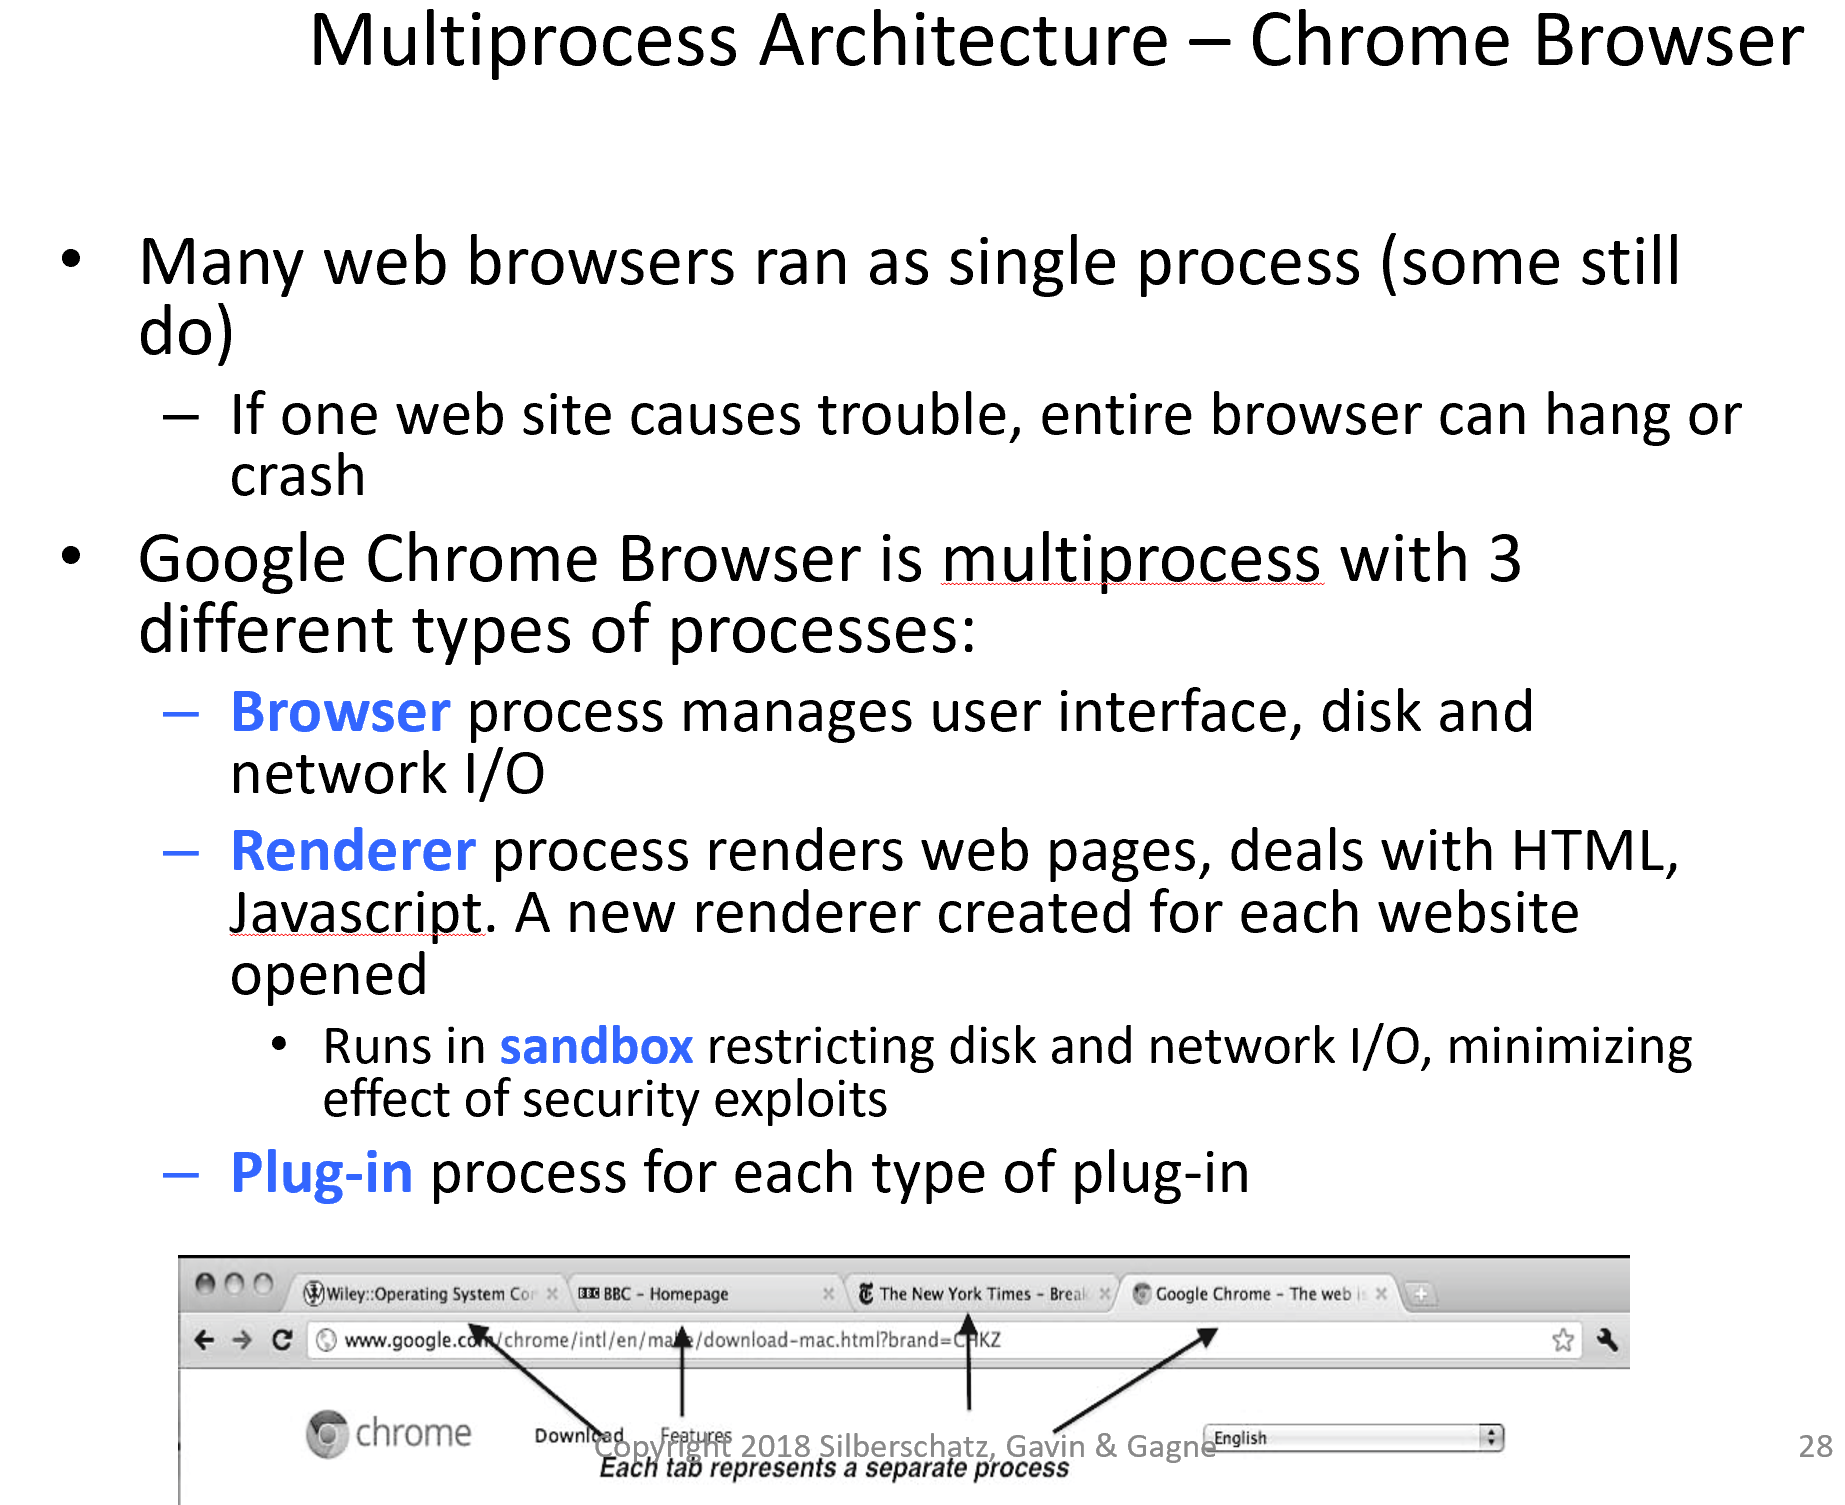 Multiprocess Architecture – Chrome Browser
• Many web browsers ran as single process (some still
do)
– If one web site causes trouble, entire browser can hang or
crash
• Google Chrome Browser is multiprocess with 3
different types of processes:
– Browser process manages user interface, disk and
network I/O
– Renderer process renders web pages, deals with HTML,
Javascript. A new renderer created for each website
opened
• Runs in sandbox restricting disk and network I/O, minimizing
effect of security exploits
– Plug-in process for each type of plug-in
Wiley::Operating System Con BBC BBC – Homepage The New York Times – Break Google Chrome – The web is
www.google.com/chrome/intl/en/make/download-mac.html?brand=CHKZ
chrome Download Features English
Copyright 2018 Silberschatz, Gavin & Gagne 28
Each tab represents a separate process